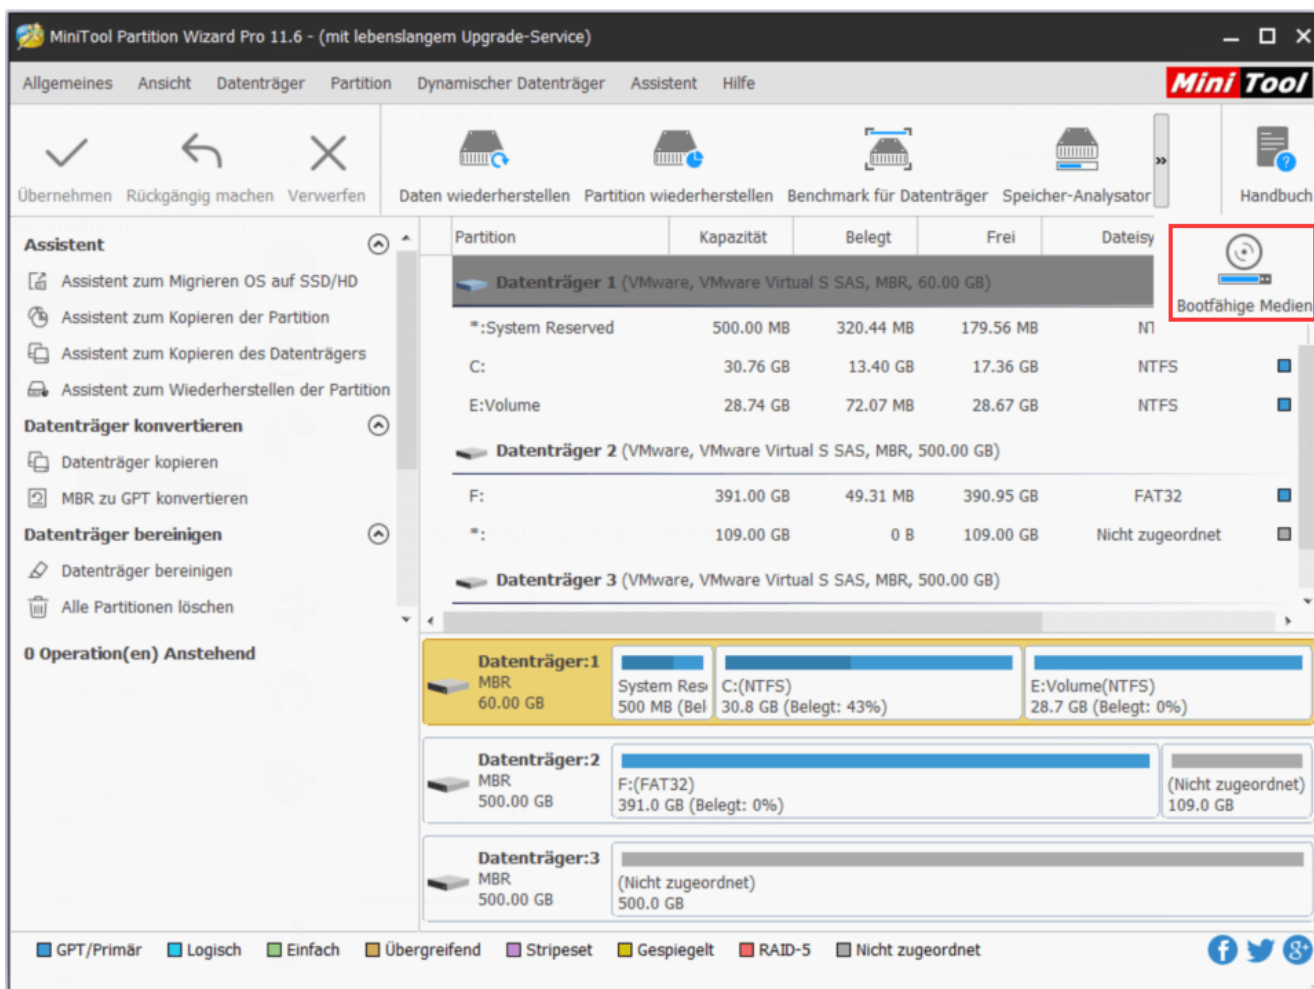 MiniTool Partition Wizard Pro 11.6 - (mit lebenslangem Upgrade-Service)
Allgemeines Ansicht Datenträger Partition Dynamischer Datenträger Assistent Hilfe
Mini Tool
Übernehmen Rückgängig machen Verwerfen Daten wiederherstellen Partition wiederherstellen Benchmark für Datenträger Speicher-Analysator » Handbuch
Bootfähige Medien
Assistent
Assistent zum Migrieren OS auf SSD/HD
Assistent zum Kopieren der Partition
Assistent zum Kopieren des Datenträgers
Assistent zum Wiederherstellen der Partition
Datenträger konvertieren
Datenträger kopieren
MBR zu GPT konvertieren
Datenträger bereinigen
Datenträger bereinigen
Alle Partitionen löschen
0 Operation(en) Anstehend
Partition Kapazität Belegt Frei Dateisy
Datenträger 1 (VMware, VMware Virtual S SAS, MBR, 60.00 GB)
*:System Reserved 500.00 MB 320.44 MB 179.56 MB NT
C: 30.76 GB 13.40 GB 17.36 GB NTFS
E:Volume 28.74 GB 72.07 MB 28.67 GB NTFS
Datenträger 2 (VMware, VMware Virtual S SAS, MBR, 500.00 GB)
F: 391.00 GB 49.31 MB 390.95 GB FAT32
*: 109.00 GB 0 B 109.00 GB Nicht zugeordnet
Datenträger 3 (VMware, VMware Virtual S SAS, MBR, 500.00 GB)
Datenträger:1
MBR
60.00 GB
System Res
500 MB (Bel
C:(NTFS)
30.8 GB (Belegt: 43%)
E:Volume(NTFS)
28.7 GB (Belegt: 0%)
Datenträger:2
MBR
500.00 GB
F:(FAT32)
391.0 GB (Belegt: 0%)
(Nicht zugeordnet)
109.0 GB
Datenträger:3
MBR
500.00 GB
(Nicht zugeordnet)
500.0 GB
GPT/Primär Logisch Einfach Übergreifend Stripeset Gespiegelt RAID-5 Nicht zugeordnet